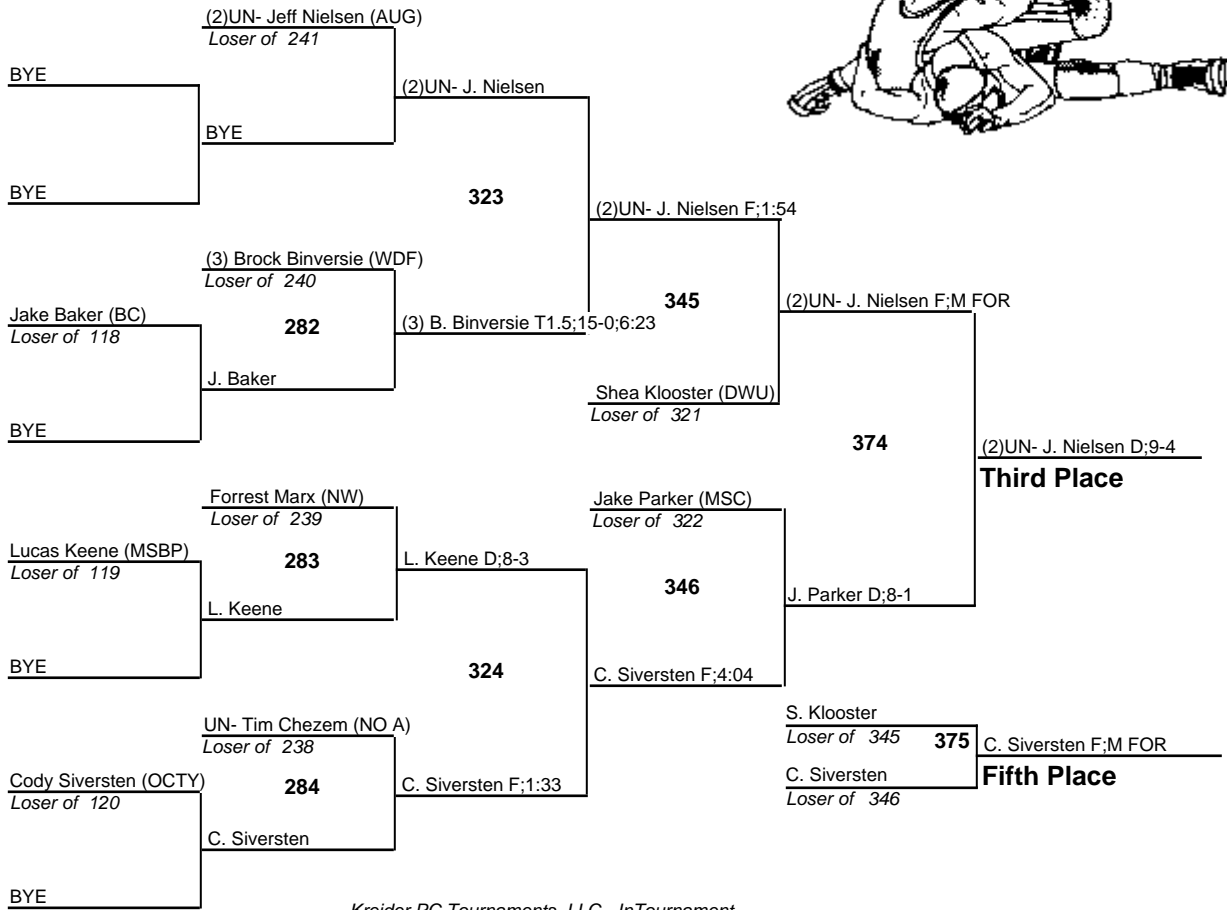 (2)UN- Jeff Nielsen (AUG)
Loser of 241
BYE
(2)UN- J. Nielsen
BYE
BYE
323
(2)UN- J. Nielsen F;1:54
(3) Brock Binversie (WDF)
Loser of 240
Jake Baker (BC)
Loser of 118
282
(3) B. Binversie T1.5;15-0;6:23
345
(2)UN- J. Nielsen F;M FOR
J. Baker
Shea Klooster (DWU)
Loser of 321
BYE
374
(2)UN- J. Nielsen D;9-4
Third Place
Forrest Marx (NW)
Loser of 239
Jake Parker (MSC)
Loser of 322
Lucas Keene (MSBP)
Loser of 119
283
L. Keene D;8-3
346
J. Parker D;8-1
L. Keene
BYE
324
C. Siversten F;4:04
UN- Tim Chezem (NO A)
Loser of 238
S. Klooster
Loser of 345
375
C. Siversten F;M FOR
Fifth Place
Cody Siversten (OCTY)
Loser of 120
284
C. Siversten F;1:33
C. Siversten
Loser of 346
C. Siversten
BYE